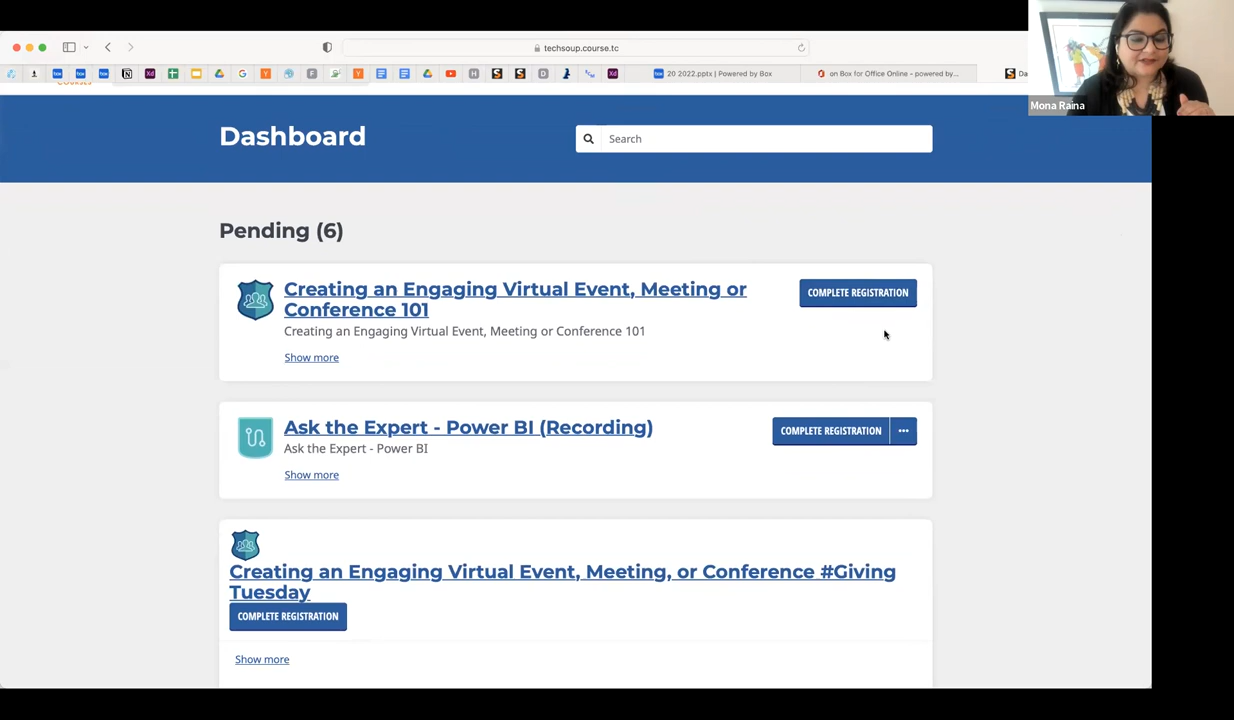 techsoup.course.tc
20 2022.pptx | Powered by Box
on Box for Office Online - powered by...
Da
Mona Raina
Dashboard
Search
Pending (6)
Creating an Engaging Virtual Event, Meeting or
Conference 101
COMPLETE REGISTRATION
Creating an Engaging Virtual Event, Meeting or Conference 101
Show more
Ask the Expert - Power BI (Recording)
COMPLETE REGISTRATION
Ask the Expert - Power BI
Show more
Creating an Engaging Virtual Event, Meeting, or Conference #Giving
Tuesday
COMPLETE REGISTRATION
Show more